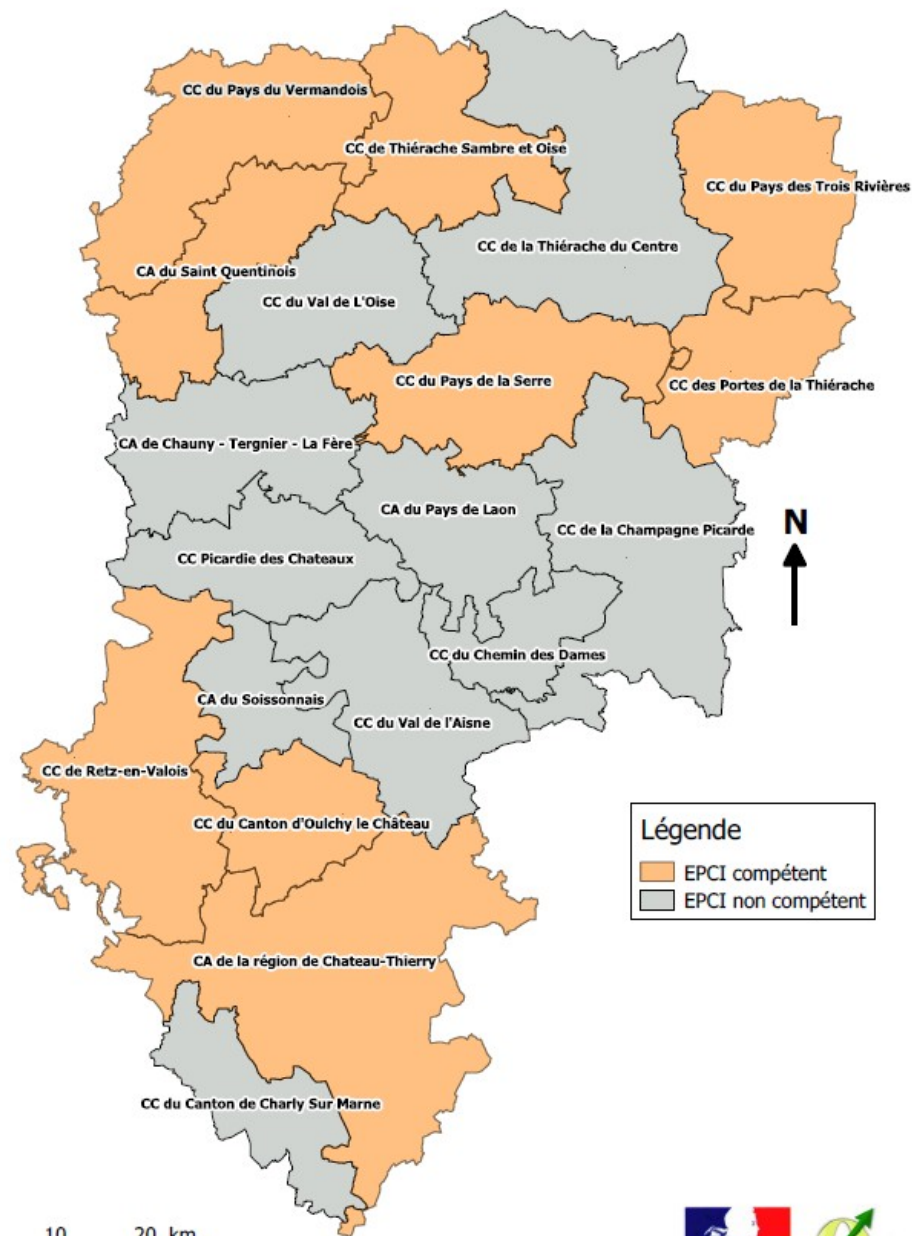 CC du Pays du Vermandois
CC de Thiérache Sambre et Oise
CC du Pays des Trois Rivières
CC de la Thiérache du Centre
CA du Saint Quentinois
CC du Val de L'Oise
CC du Pays de la Serre
CC des Portes de la Thiérache
CA de Chauny - Tergnier - La Fère
CA du Pays de Laon
CC de la Champagne Picarde
N
CC Picardie des Chateaux
CC du Chemin des Dames
CA du Soissonnais
CC du Val de l'Aisne
CC de Retz-en-Valois
CC du Canton d'Oulchy le Château
Légende
EPCI compétent
EPCI non compétent
CA de la région de Chateau-Thierry
CC du Canton de Charly Sur Marne
10 20 km